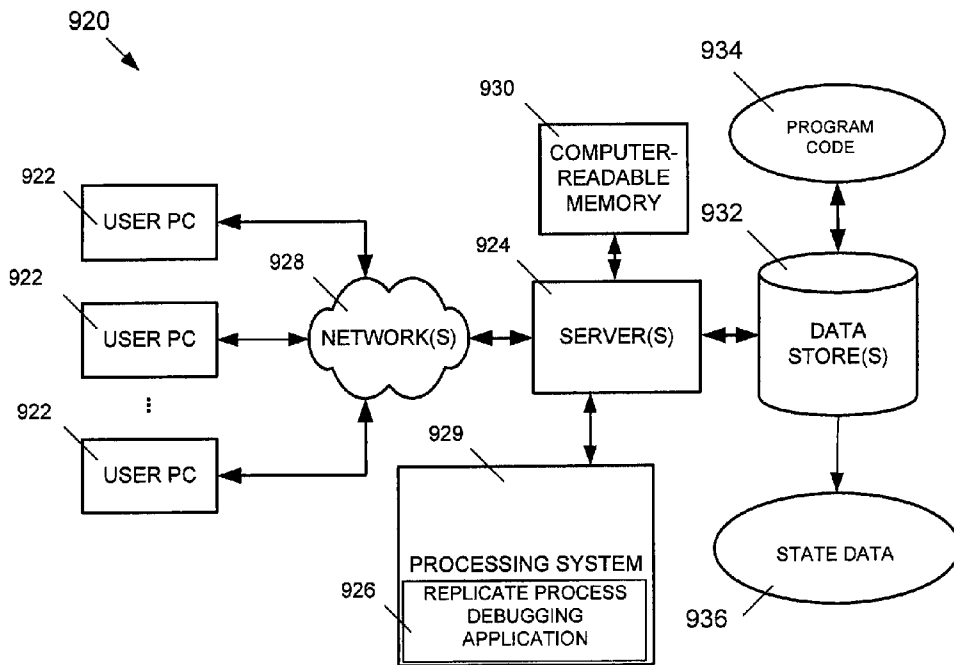 920
934
PROGRAM
CODE
930
COMPUTER-
READABLE
MEMORY
922
USER PC
932
928
924
922
USER PC
NETWORK(S)
SERVER(S)
DATA
STORE(S)
...
922
USER PC
929
PROCESSING SYSTEM
926
REPLICATE PROCESS
DEBUGGING
APPLICATION
STATE DATA
936